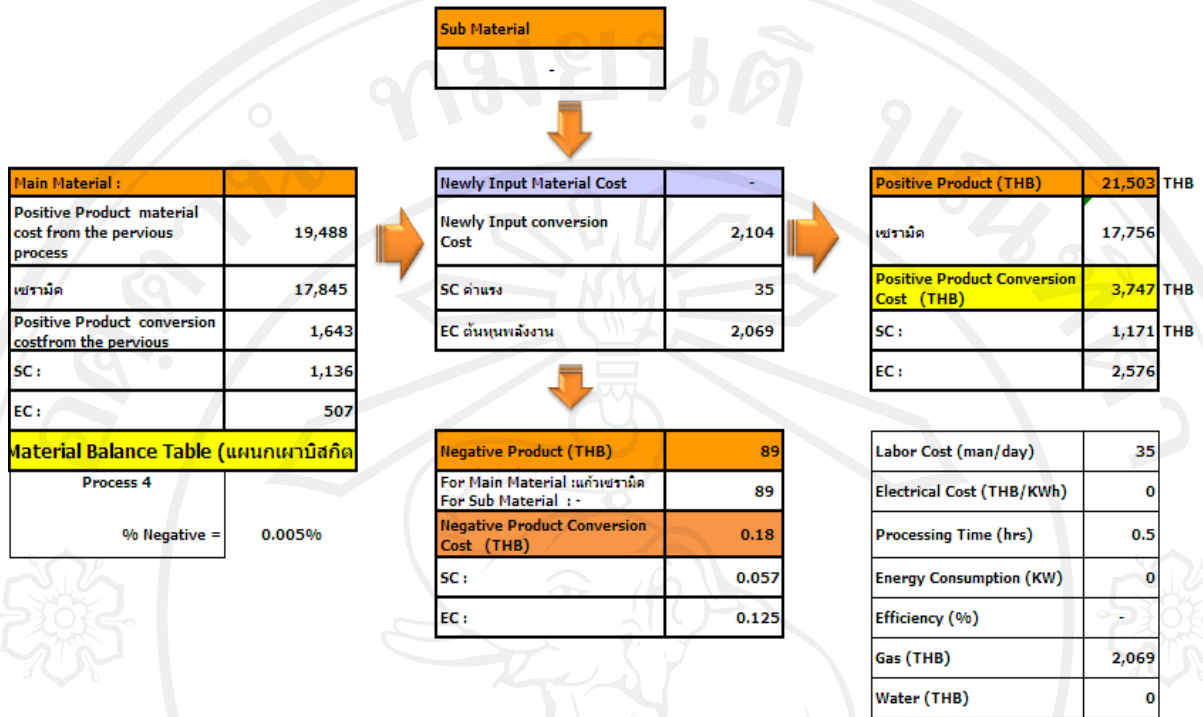 Sub Material
-
Main Material :
Positive Product material
cost from the pervious
process
19,488
เซรามิค
17,845
Positive Product conversion
costfrom the pervious
1,643
SC :
1,136
EC :
507
Material Balance Table (แผนกเผาบิสกิต
Process 4
% Negative =
0.005%
Newly Input Material Cost
-
Newly Input conversion
Cost
2,104
SC ค่าแรง
35
EC ต้นทุนพลังงาน
2,069
Negative Product (THB)
89
For Main Material :แก้วเซรามิค
For Sub Material : -
89
Negative Product Conversion
Cost (THB)
0.18
SC :
0.057
EC :
0.125
Positive Product (THB)
21,503
THB
เซรามิค
17,756
Positive Product Conversion
Cost (THB)
3,747
THB
SC :
1,171
THB
EC :
2,576
Labor Cost (man/day)
35
Electrical Cost (THB/KWh)
0
Processing Time (hrs)
0.5
Energy Consumption (KW)
0
Efficiency (%)
-
Gas (THB)
2,069
Water (THB)
0